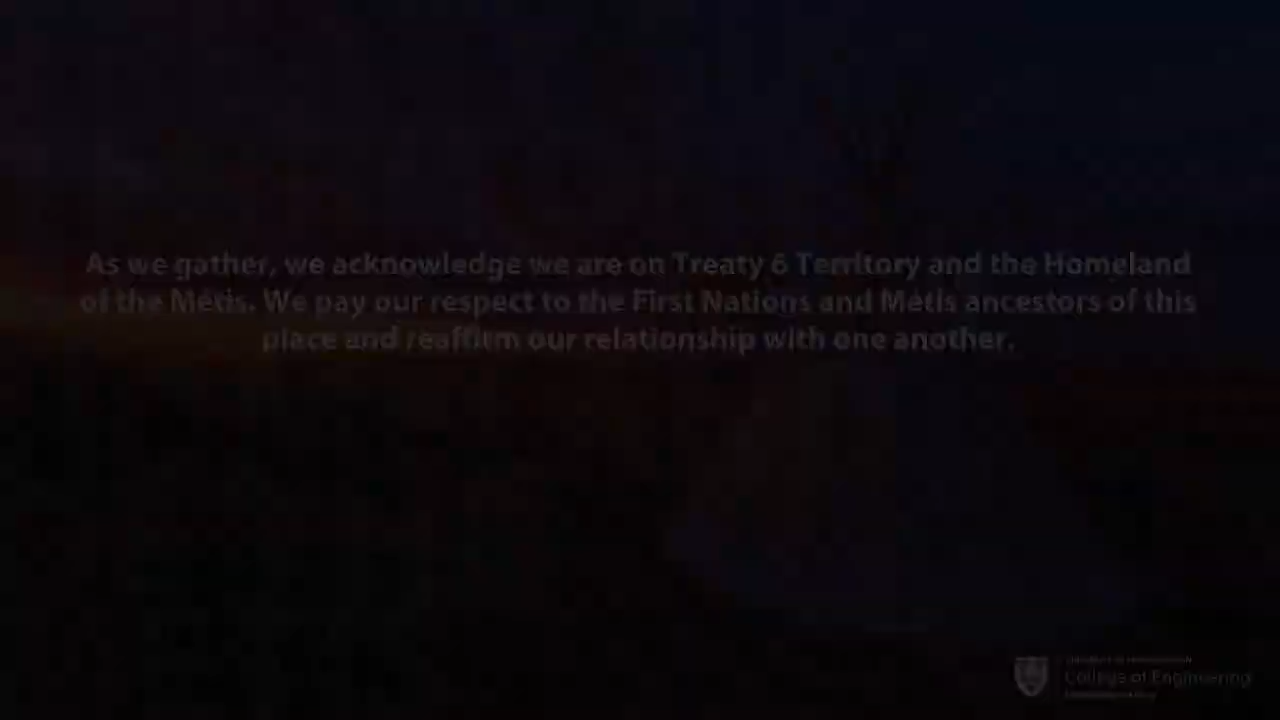 As we gather, we acknowledge we are on Treaty 6 Territory and the Homeland
of the Métis. We pay our respect to the First Nations and Métis ancestors of this
place and reaffirm our relationship with one another.
College of Engineering